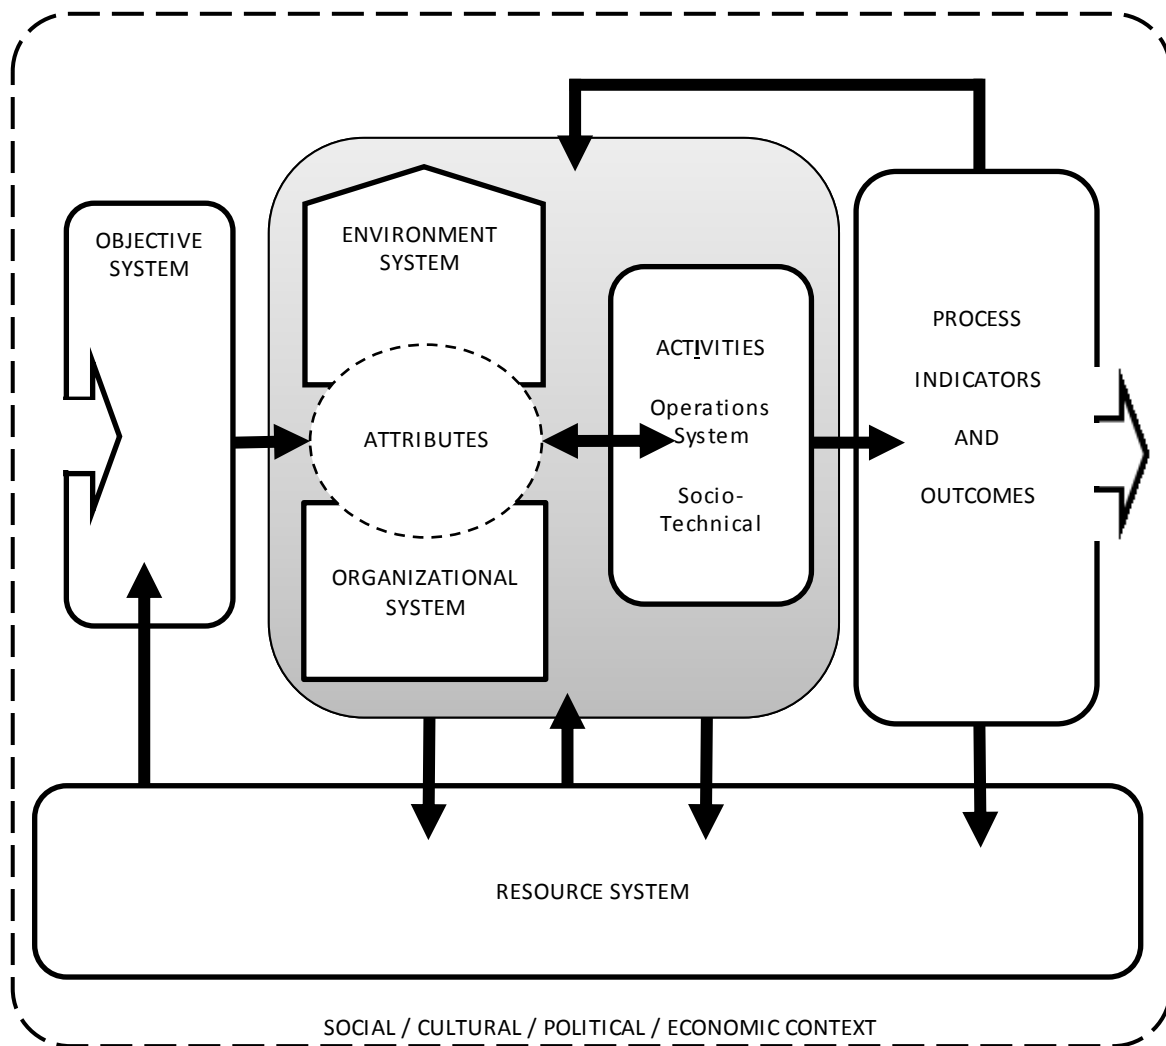 OBJECTIVE
SYSTEM
ENVIRONMENT
SYSTEM
ATTRIBUTES
ORGANIZATIONAL
SYSTEM
ACTIVITIES
Operations
System
Socio-
Technical
PROCESS
INDICATORS
AND
OUTCOMES
RESOURCE SYSTEM
SOCIAL / CULTURAL / POLITICAL / ECONOMIC CONTEXT